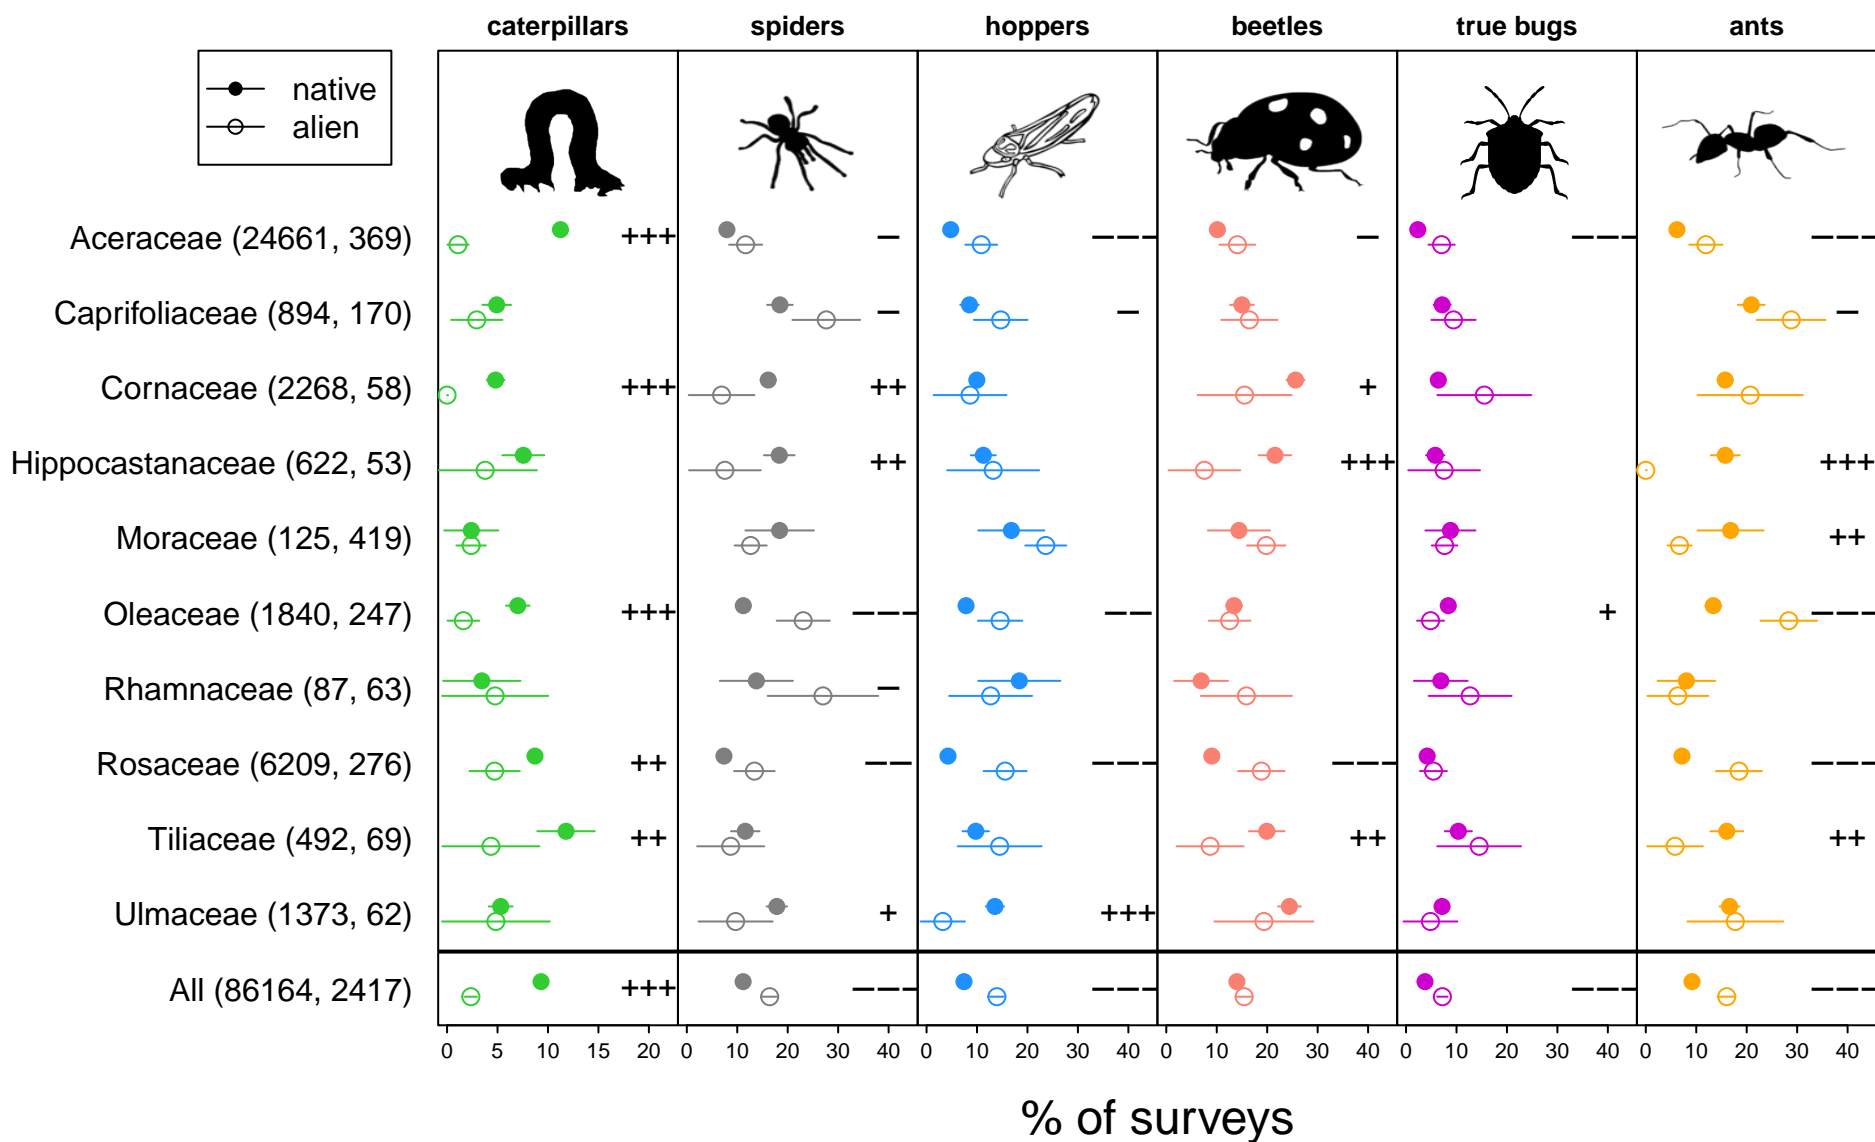 caterpillars spiders hoppers beetles true bugs ants
native
alien
Aceraceae (24661, 369) +++ − −−− − −−− −−−
Caprifoliaceae (894, 170) − − −
Cornaceae (2268, 58) +++ ++ +
Hippocastanaceae (622, 53) ++ +++ +++
Moraceae (125, 419) ++
Oleaceae (1840, 247) +++ −−− −− + −−−
Rhamnaceae (87, 63) −
Rosaceae (6209, 276) ++ −− −−− −−− −−−
Tiliaceae (492, 69) ++ ++ ++
Ulmaceae (1373, 62) + +++
All (86164, 2417) +++ −−− −−− −−− −−−
0 5 10 15 20 0 10 20 30 40 0 10 20 30 40 0 10 20 30 40 0 10 20 30 40 0 10 20 30 40
% of surveys